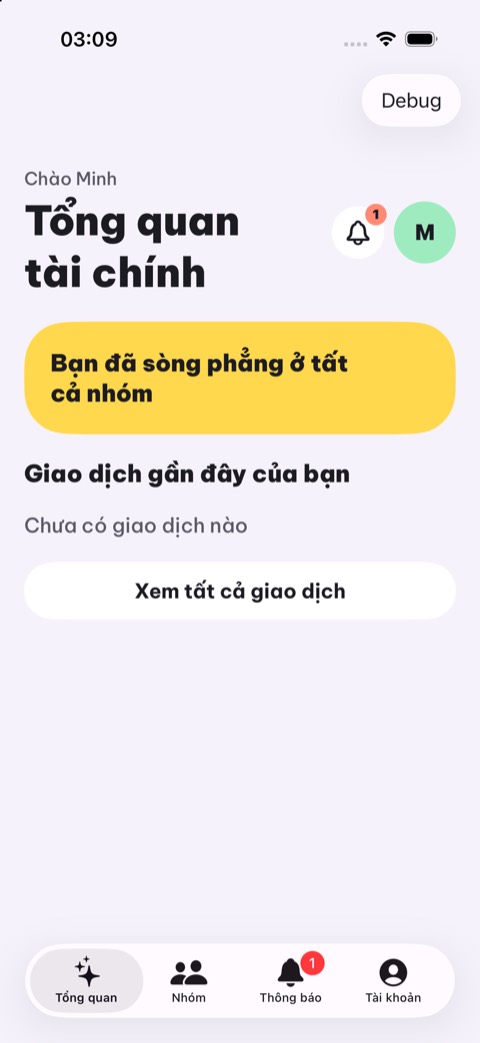 03:09
Debug
Chào Minh
Tổng quan
tài chính
1
M
Bạn đã sòng phẳng ở tất
cả nhóm
Giao dịch gần đây của bạn
Chưa có giao dịch nào
Xem tất cả giao dịch
1
Tổng quan
Nhóm
Thông báo
Tài khoản